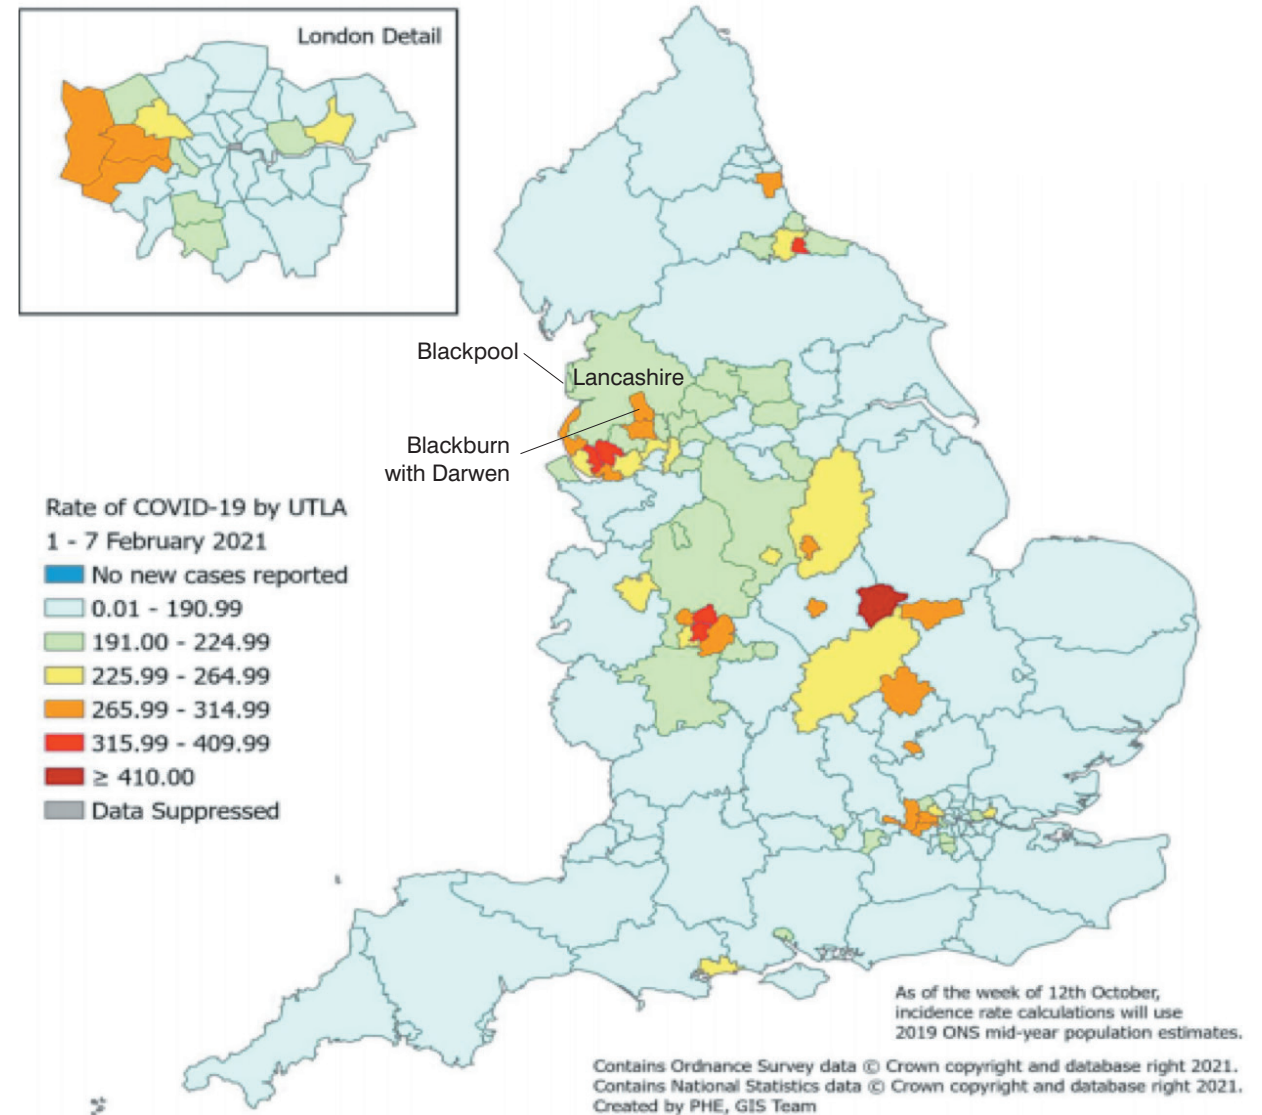 London Detail
Blackpool
Lancashire
Blackburn
with Darwen
Rate of COVID-19 by UTLA
1 - 7 February 2021
No new cases reported
0.01 - 190.99
191.00 - 224.99
225.99 - 264.99
265.99 - 314.99
315.99 - 409.99
≥ 410.00
Data Suppressed
As of the week of 12th October,
incidence rate calculations will use
2019 ONS mid-year population estimates.
Contains Ordnance Survey data © Crown copyright and database right 2021.
Contains National Statistics data © Crown copyright and database right 2021.
Created by PHE, GIS Team